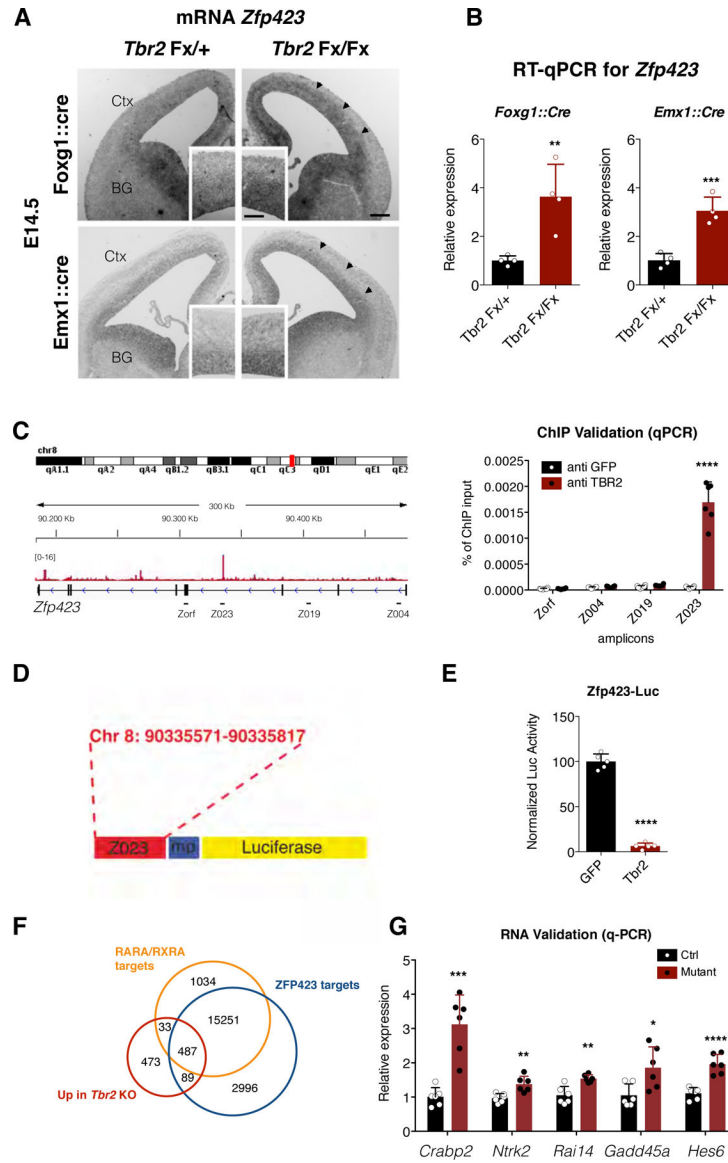 A
mRNA Zfp423
Tbr2 Fx/+
Tbr2 Fx/Fx
E14.5
Foxg1::cre
Ctx
BG
Emx1::cre
Ctx
BG
B
RT-qPCR for Zfp423
Foxg1::Cre
Relative expression
6
4
2
0
**
Tbr2 Fx/+
Tbr2 Fx/Fx
Emx1::Cre
Relative expression
6
4
2
0
***
Tbr2 Fx/+
Tbr2 Fx/Fx
C
chr8
qA1.1 qA2 qA4 qB1.2 qB3.1 qC1 qC3 qD1 qE1 qE2
300 Kb
90.200 Kb 90.300 Kb 90.400 Kb
[0-16]
Zfp423
Zorf Z023 Z019 Z004
ChIP Validation (qPCR)
% of ChIP input
0.0025
0.0020
0.0015
0.0010
0.0005
0.0000
anti GFP
anti TBR2
****
Zorf Z004 Z019 Z023
amplicons
D
Chr 8: 90335571-90335817
Z023 mp Luciferase
E
Zfp423-Luc
Normalized Luc Activity
150
100
50
0
****
GFP
Tbr2
F
RARA/RXRA
targets
ZFP423 targets
1034
15251
33
487
473
89
2996
Up in Tbr2 KO
G
RNA Validation (q-PCR)
Relative expression
5
4
3
2
1
0
Ctrl
Mutant
*** ** ** * ****
Crabp2 Ntrk2 Rai14 Gadd45a Hes6